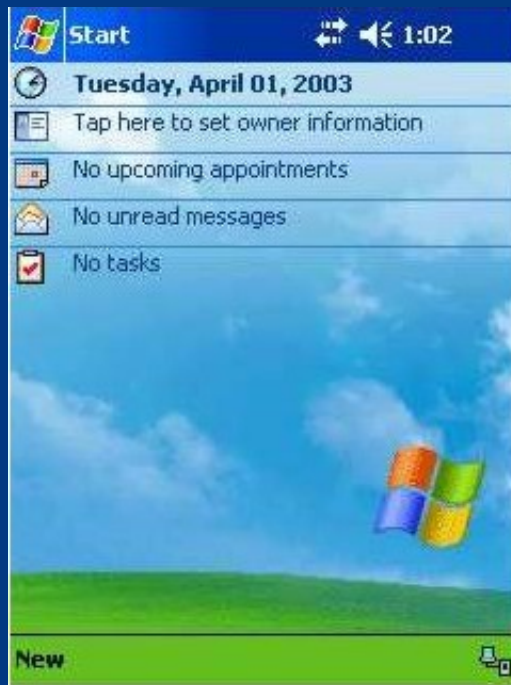 Start 1:02
Tuesday, April 01, 2003
Tap here to set owner information
No upcoming appointments
No unread messages
No tasks
New